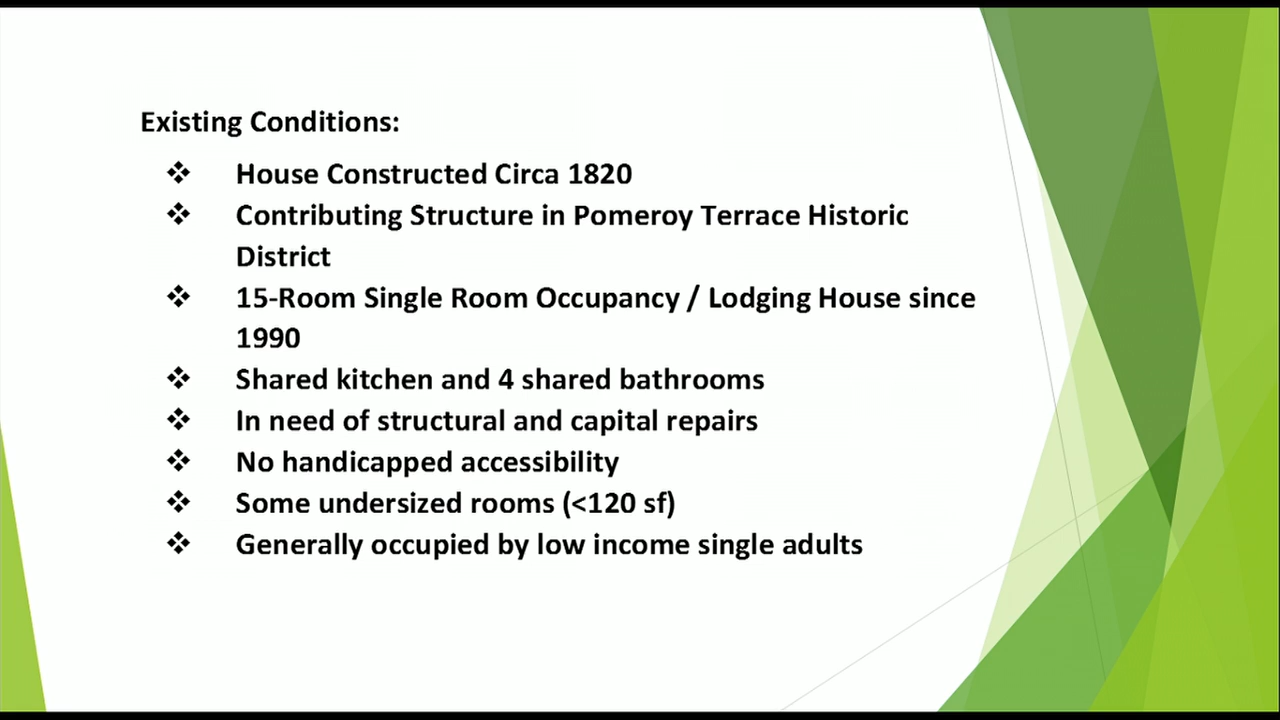 Existing Conditions:
❖ House Constructed Circa 1820
❖ Contributing Structure in Pomeroy Terrace Historic
District
❖ 15-Room Single Room Occupancy / Lodging House since
1990
❖ Shared kitchen and 4 shared bathrooms
❖ In need of structural and capital repairs
❖ No handicapped accessibility
❖ Some undersized rooms (<120 sf)
❖ Generally occupied by low income single adults